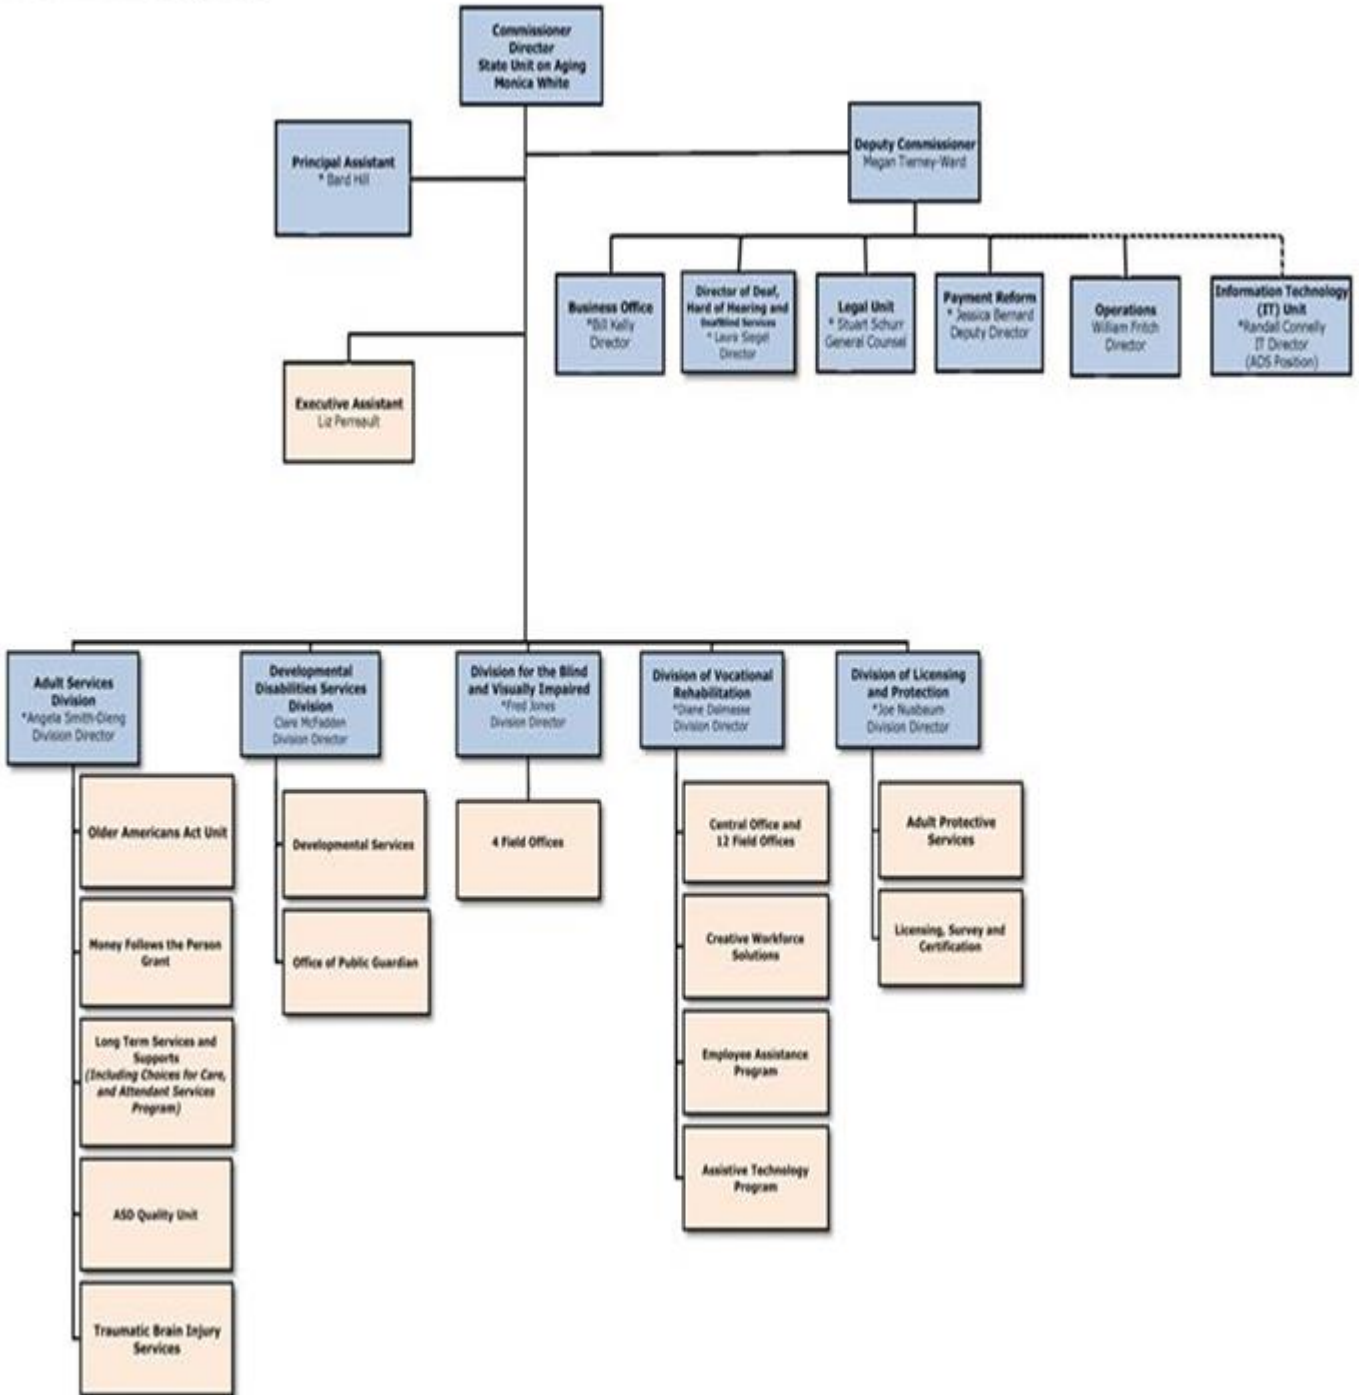 Commissioner
Director
State Unit on Aging
Monica White
Principal Assistant
* Bard Hill
Deputy Commissioner
Megan Tierney-Ward
Business Office
*Bill Kelly
Director
Director of Deaf,
Hard of Hearing and
DeafBlind Services
* Laura Siegel
Director
Legal Unit
* Stuart Schurr
General Counsel
Payment Reform
* Jessica Bernard
Deputy Director
Operations
William Fritch
Director
Information Technology
(IT) Unit
*Randall Connelly
IT Director
(ADS Position)
Executive Assistant
Liz Perreault
Adult Services
Division
*Angela Smith-Dieng
Division Director
Developmental
Disabilities Services
Division
Clare McFadden
Division Director
Division for the Blind
and Visually Impaired
*Fred Jones
Division Director
Division of Vocational
Rehabilitation
*Diane Dalmasse
Division Director
Division of Licensing
and Protection
*Joe Nusbaum
Division Director
Older Americans Act Unit
Money Follows the Person
Grant
Long Term Services and
Supports
(Including Choices for Care,
and Attendant Services
Program)
ASD Quality Unit
Traumatic Brain Injury
Services
Developmental Services
Office of Public Guardian
4 Field Offices
Central Office and
12 Field Offices
Creative Workforce
Solutions
Employee Assistance
Program
Assistive Technology
Program
Adult Protective
Services
Licensing, Survey and
Certification